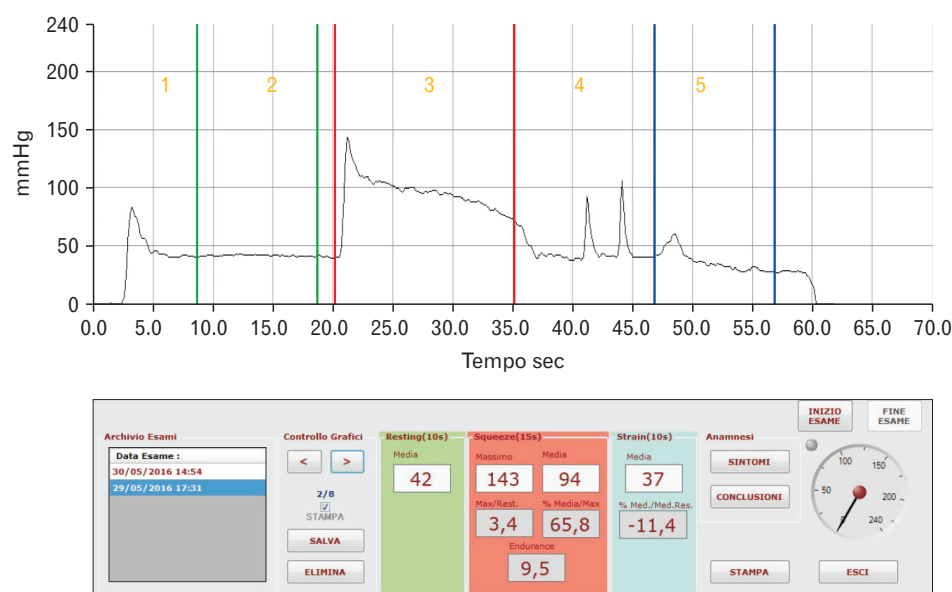 240
200
150
100
50
0
mmHg
1 2 3 4 5
0.0 5.0 10.0 15.0 20.0 25.0 30.0 35.0 40.0 45.0 50.0 55.0 60.0 65.0 70.0
Tempo sec
INIZIO ESAME
FINE ESAME
Archivio Esami
Data Esame :
30/05/2016 14:54
29/05/2016 17:31
Controllo Grafici
< >
2/8
STAMPA
SALVA
ELIMINA
Resting(10s)
Media
42
Squeeze(15s)
Massimo Media
143 94
Max/Rest. % Media/Max
3,4 65,8
Endurance
9,5
Strain(10s)
Media
37
% Med./Med.Res.
-11,4
Anamnesi
SINTOMI
CONCLUSIONI
STAMPA
50 100 150 200 240
ESCI